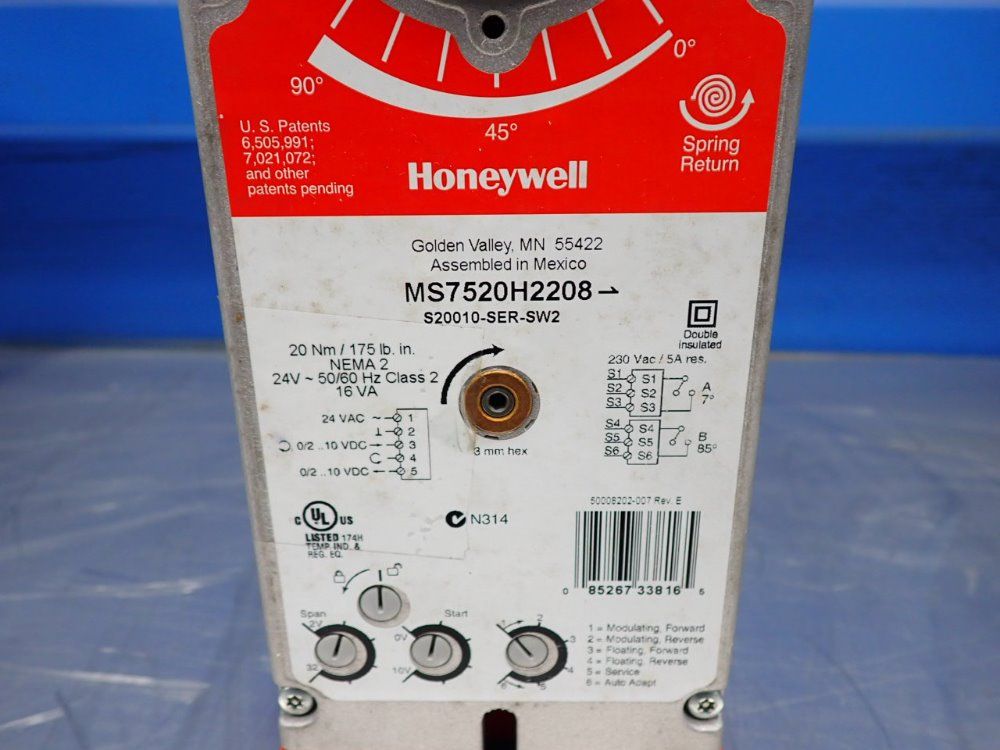 0°
90°
45°
Spring
Return
U. S. Patents
6,505,991;
7,021,072;
and other
patents pending
Honeywell
Golden Valley, MN 55422
Assembled in Mexico
MS7520H2208
S20010-SER-SW2
Double
insulated
20 Nm / 175 lb. in.
NEMA 2
24V ~ 50/60 Hz Class 2
16 VA
24 VAC ~ 1
⊥ 2
0/2 ..10 VDC 3
4
0/2 ..10 VDC 5
3 mm hex
230 Vac / 5A res.
S1 S1
S2 S2 A
S3 S3 7°
S4 S4
S5 S5 B
S6 S6 85°
C UL US
LISTED 174H
TEMP. IND. &
REG. EQ.
N314
50008202-007 Rev. E
0 85267 33816 5
Span
2V
32
Start
0V
10V
1 2 3 4 5 6
1 = Modulating, Forward
2 = Modulating, Reverse
3 = Floating, Forward
4 = Floating, Reverse
5 = Service
6 = Auto Adapt